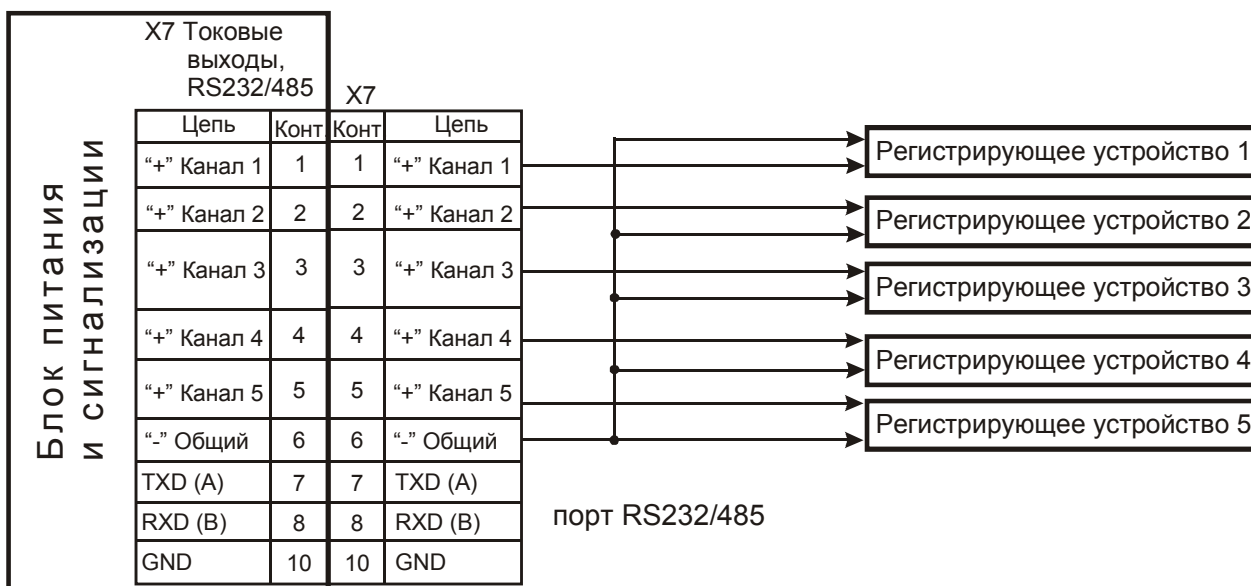 X7 Токовые
выходы,
RS232/485
X7
Цепь Конт. Конт Цепь
“+” Канал 1 1 1 “+” Канал 1
“+” Канал 2 2 2 “+” Канал 2
“+” Канал 3 3 3 “+” Канал 3
“+” Канал 4 4 4 “+” Канал 4
“+” Канал 5 5 5 “+” Канал 5
“-” Общий 6 6 “-” Общий
TXD (A) 7 7 TXD (A)
RXD (B) 8 8 RXD (B)
GND 10 10 GND
Блок питания
и сигнализации
Регистрирующее устройство 1
Регистрирующее устройство 2
Регистрирующее устройство 3
Регистрирующее устройство 4
Регистрирующее устройство 5
порт RS232/485